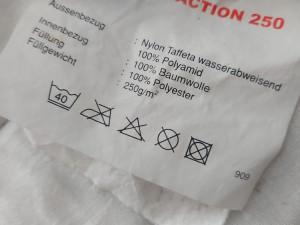 ACTION 250
Aussenbezug : Nylon Taffeta wasserabweisend
100% Polyamid
Innenbezug : 100% Baumwolle
Füllung : 100% Polyester
Füllgewicht : 250g/m²
40
909